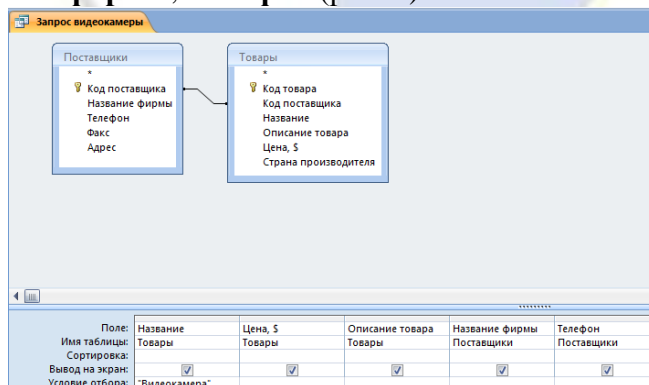 Запрос видеокамеры
Поставщики
*
Код поставщика
Название фирмы
Телефон
Факс
Адрес
Товары
*
Код товара
Код поставщика
Название
Описание товара
Цена, $
Страна производителя
Поле: Название Цена, $ Описание товара Название фирмы Телефон
Имя таблицы: Товары Товары Товары Поставщики Поставщики
Сортировка:
Вывод на экран:
Условие отбора: "Видеокамера"